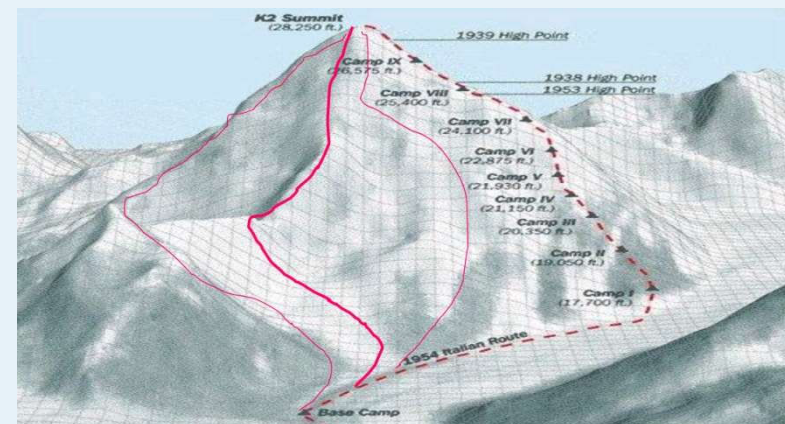 K2 Summit
(28,250 ft.)
1939 High Point
Camp IX
(26,575 ft.)
1938 High Point
Camp VIII
1953 High Point
(25,400 ft.)
Camp VII
(24,100 ft.)
Camp VI
(22,875 ft.)
Camp V
(21,930 ft.)
Camp IV
(21,150 ft.)
Camp III
(20,350 ft.)
Camp II
(19,050 ft.)
Camp I
(17,700 ft.)
1954 Italian Route
Base Camp